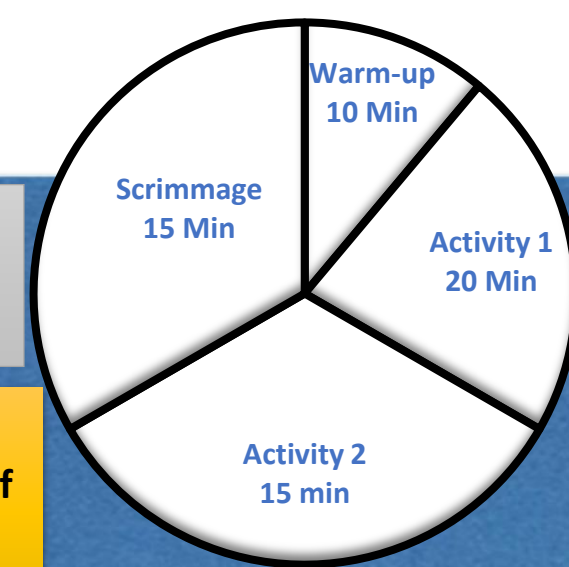 Warm-up
10 Min
Scrimmage
15 Min
Activity 1
20 Min
Activity 2
15 min
f